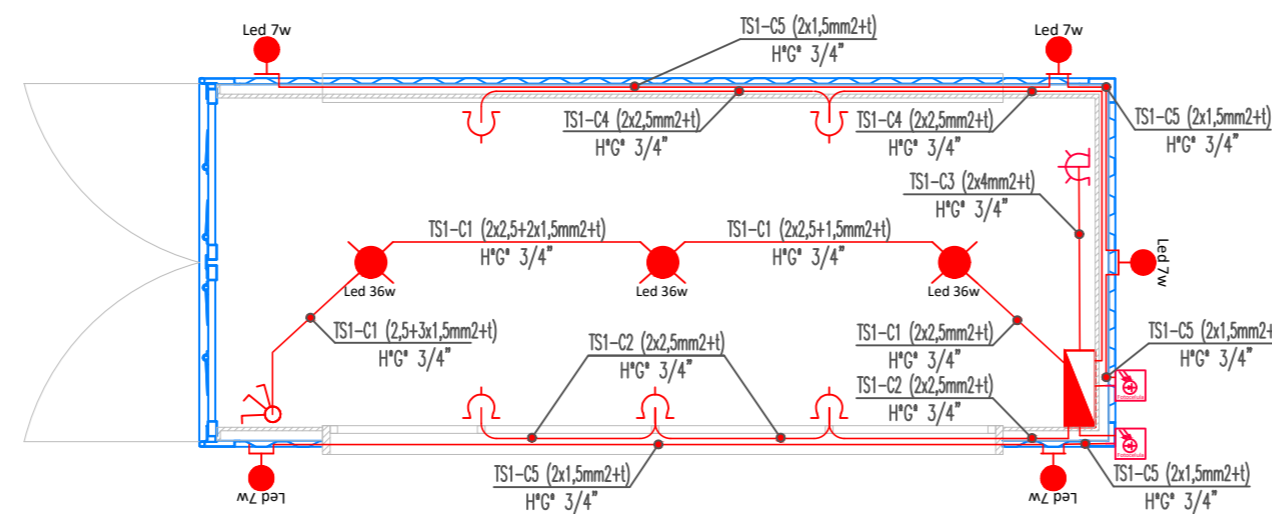 Led 7w
TS1-C5 (2x1,5mm2+t)
H°G° 3/4"
Led 7w
TS1-C4 (2x2,5mm2+t)
H°G° 3/4"
TS1-C4 (2x2,5mm2+t)
H°G° 3/4"
TS1-C5 (2x1,5mm2+t)
H°G° 3/4"
TS1-C3 (2x4mm2+t)
H°G° 3/4"
TS1-C1 (2x2,5+2x1,5mm2+t)
H°G° 3/4"
TS1-C1 (2x2,5+1,5mm2+t)
H°G° 3/4"
Led 7w
Led 36w
Led 36w
Led 36w
TS1-C1 (2,5+3x1,5mm2+t)
H°G° 3/4"
TS1-C2 (2x2,5mm2+t)
H°G° 3/4"
TS1-C1 (2x2,5mm2+t)
H°G° 3/4"
TS1-C5 (2x1,5mm2+
H°G° 3/4"
TS1-C2 (2x2,5mm2+t)
H°G° 3/4"
TS1-C5 (2x1,5mm2+t)
H°G° 3/4"
TS1-C5 (2x1,5mm2+t)
H°G° 3/4"
Led 7w
Led 7w